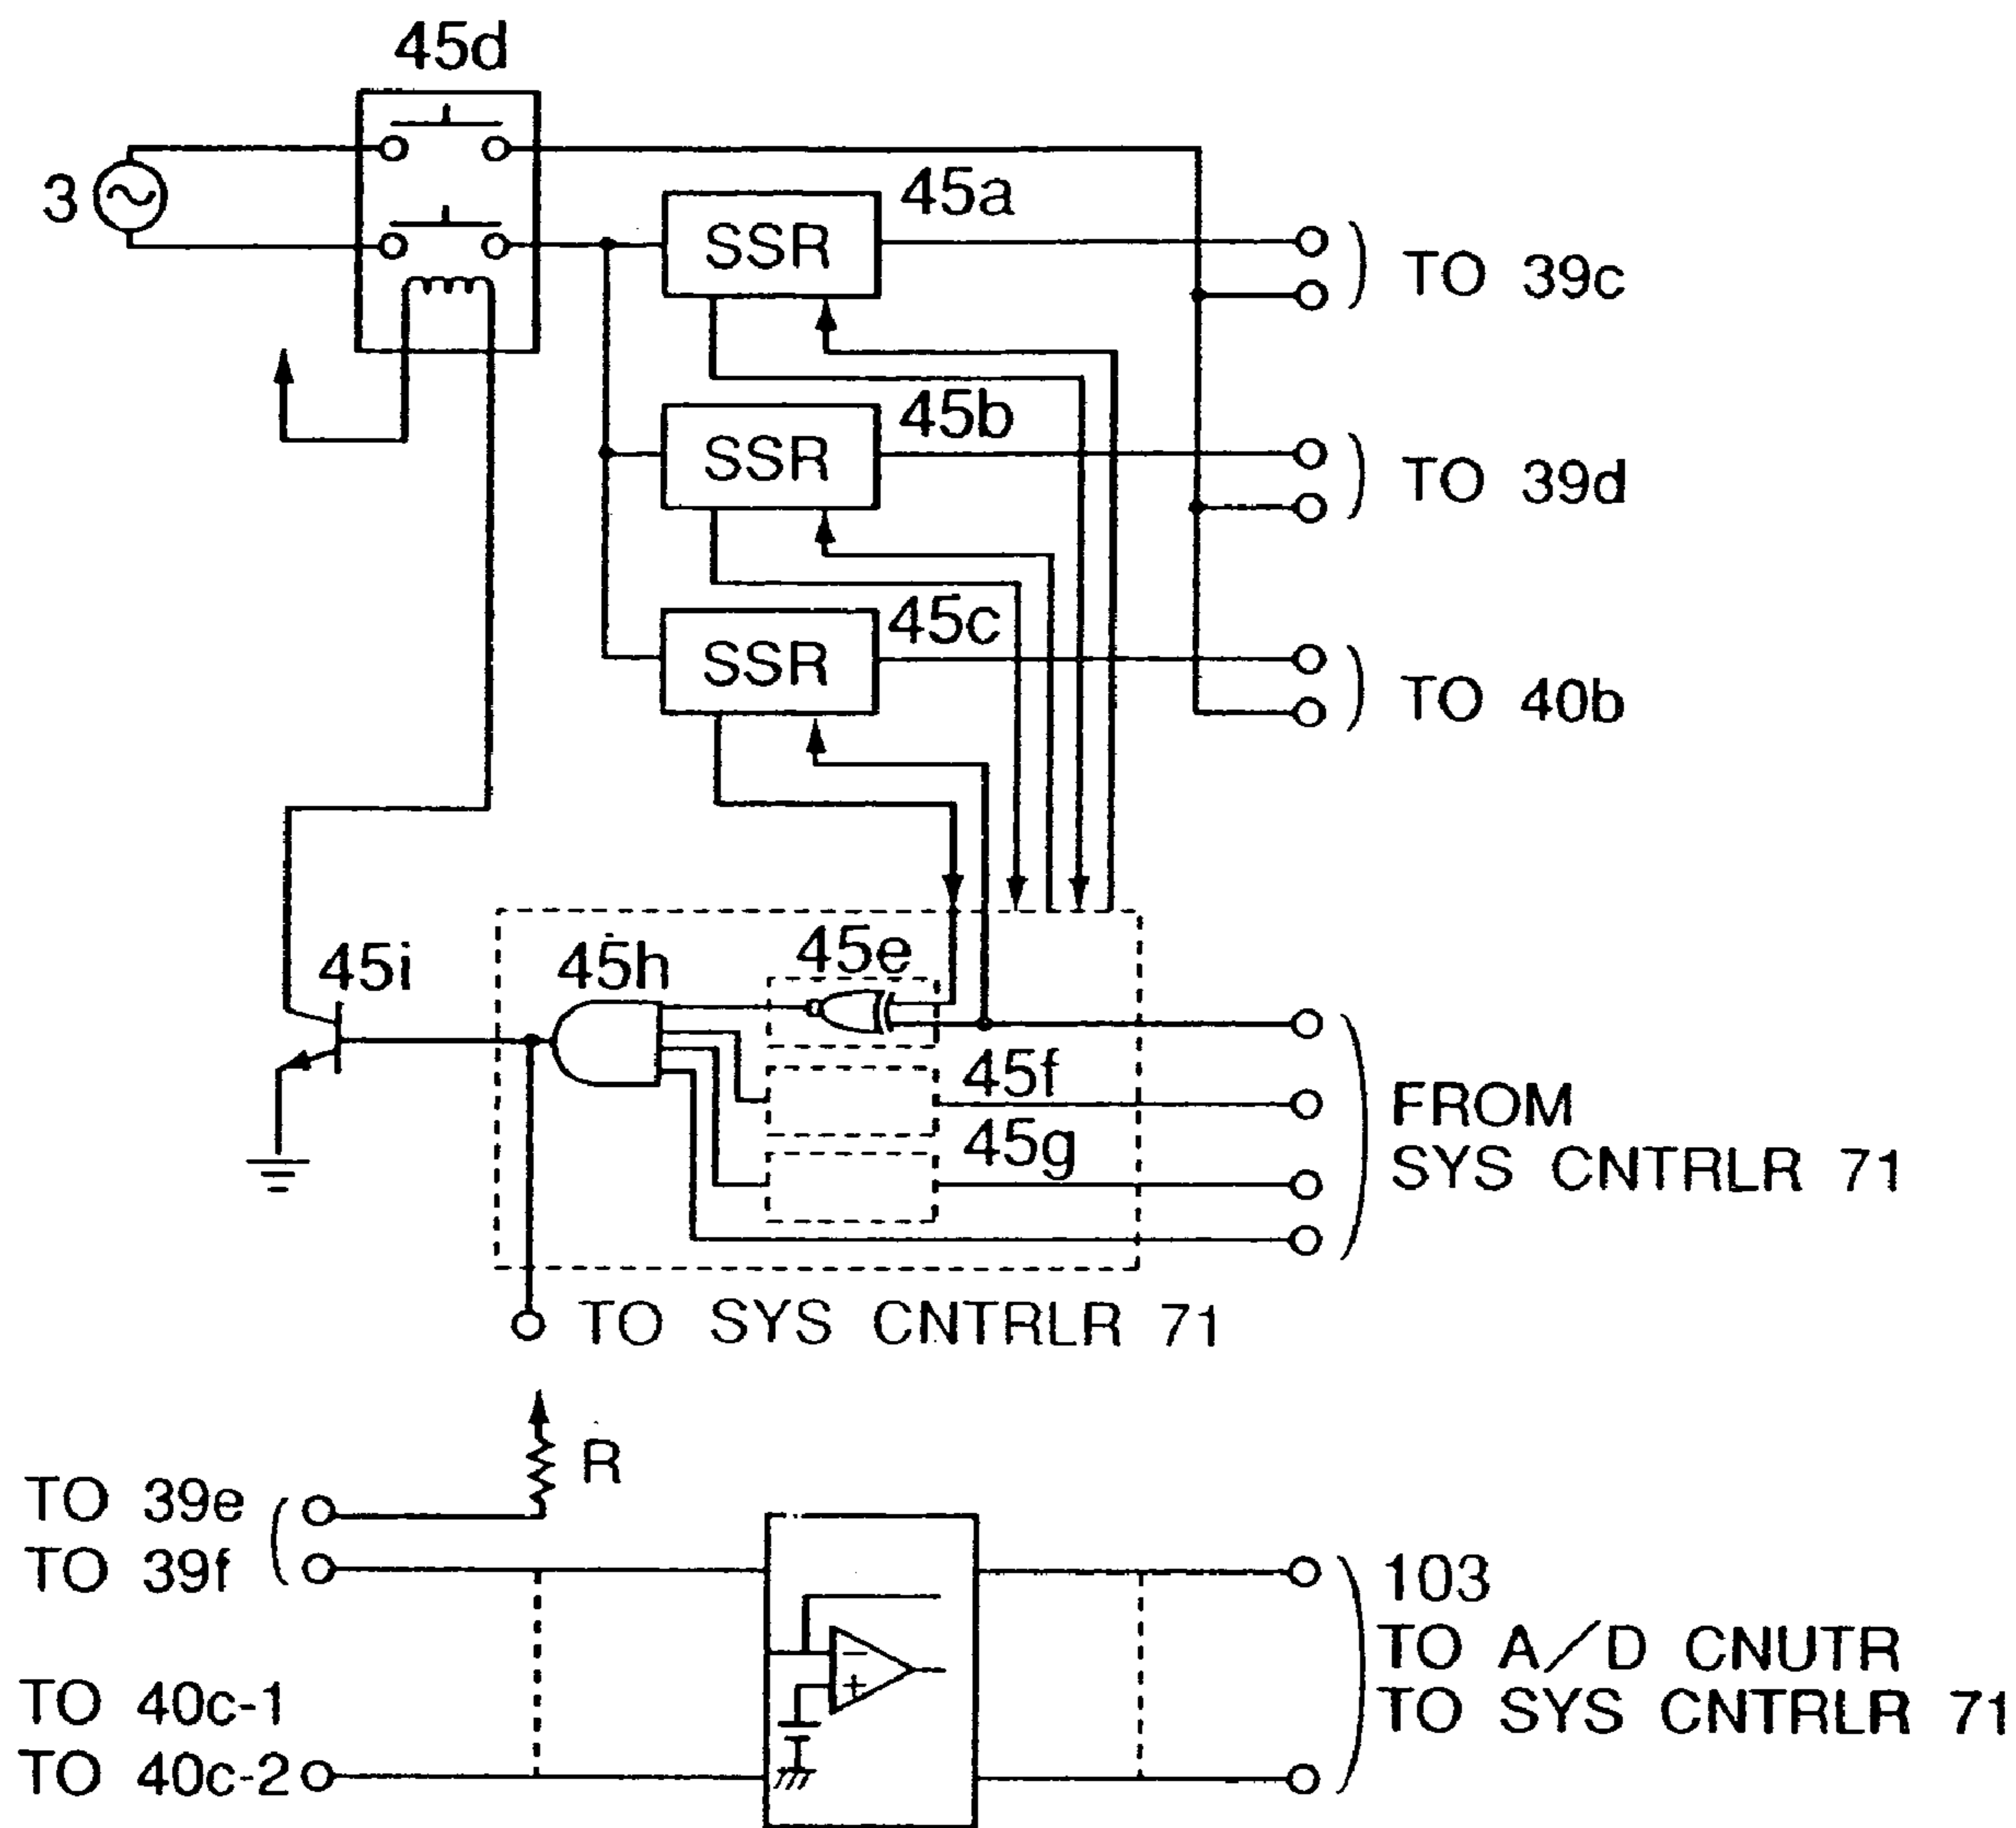 45d
3
45a
SSR
TO 39c
45b
SSR
TO 39d
45c
SSR
TO 40b
45i
45h
45e
45f
45g
FROM
SYS CNTRLR 71
TO SYS CNTRLR 71
R
TO 39e
TO 39f
103
TO A/D CNUTR
TO SYS CNTRLR 71
TO 40c-1
TO 40c-2